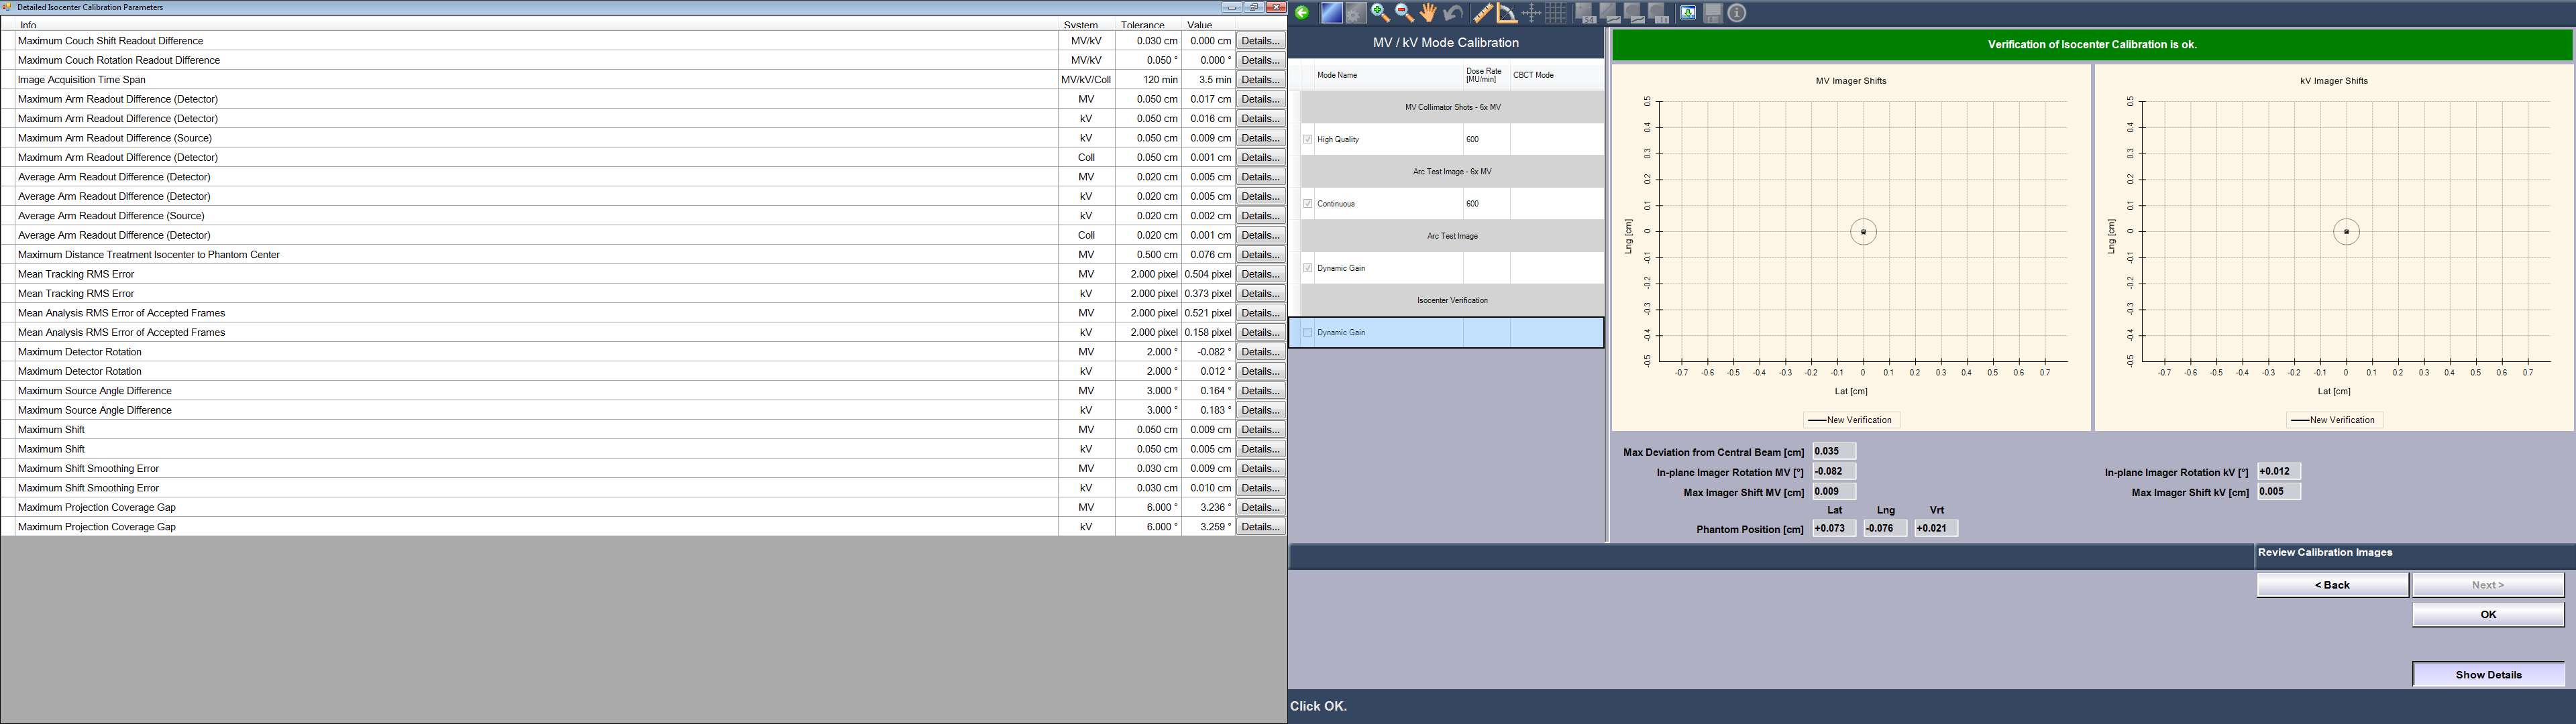 Detailed Isocenter Calibration Parameters
Info System Tolerance Value
Maximum Couch Shift Readout Difference MV/kV 0.030 cm 0.000 cm Details...
Maximum Couch Rotation Readout Difference MV/kV 0.050 ° 0.000 ° Details...
Image Acquisition Time Span MV/kV/Coll 120 min 3.5 min Details...
Maximum Arm Readout Difference (Detector) MV 0.050 cm 0.017 cm Details...
Maximum Arm Readout Difference (Detector) kV 0.050 cm 0.016 cm Details...
Maximum Arm Readout Difference (Source) kV 0.050 cm 0.009 cm Details...
Maximum Arm Readout Difference (Detector) Coll 0.050 cm 0.001 cm Details...
Average Arm Readout Difference (Detector) MV 0.020 cm 0.005 cm Details...
Average Arm Readout Difference (Detector) kV 0.020 cm 0.005 cm Details...
Average Arm Readout Difference (Source) kV 0.020 cm 0.002 cm Details...
Average Arm Readout Difference (Detector) Coll 0.020 cm 0.001 cm Details...
Maximum Distance Treatment Isocenter to Phantom Center MV 0.500 cm 0.076 cm Details...
Mean Tracking RMS Error MV 2.000 pixel 0.504 pixel Details...
Mean Tracking RMS Error kV 2.000 pixel 0.373 pixel Details...
Mean Analysis RMS Error of Accepted Frames MV 2.000 pixel 0.521 pixel Details...
Mean Analysis RMS Error of Accepted Frames kV 2.000 pixel 0.158 pixel Details...
Maximum Detector Rotation MV 2.000 ° -0.082 ° Details...
Maximum Detector Rotation kV 2.000 ° 0.012 ° Details...
Maximum Source Angle Difference MV 3.000 ° 0.164 ° Details...
Maximum Source Angle Difference kV 3.000 ° 0.183 ° Details...
Maximum Shift MV 0.050 cm 0.009 cm Details...
Maximum Shift kV 0.050 cm 0.005 cm Details...
Maximum Shift Smoothing Error MV 0.030 cm 0.009 cm Details...
Maximum Shift Smoothing Error kV 0.030 cm 0.010 cm Details...
Maximum Projection Coverage Gap MV 6.000 ° 3.236 ° Details...
Maximum Projection Coverage Gap kV 6.000 ° 3.259 ° Details...
MV / kV Mode Calibration
Mode Name Dose Rate [MU/min] CBCT Mode
MV Collimator Shots - 6x MV
High Quality 600
Arc Test Image - 6x MV
Continuous 600
Arc Test Image
Dynamic Gain
Isocenter Verification
Dynamic Gain
Verification of Isocenter Calibration is ok.
MV Imager Shifts
0.5
0.4
0.3
0.2
0.1
0
-0.1
-0.2
-0.3
-0.4
-0.5
Lng [cm]
-0.7 -0.6 -0.5 -0.4 -0.3 -0.2 -0.1 0 0.1 0.2 0.3 0.4 0.5 0.6 0.7
Lat [cm]
New Verification
kV Imager Shifts
0.5
0.4
0.3
0.2
0.1
0
-0.1
-0.2
-0.3
-0.4
-0.5
Lng [cm]
-0.7 -0.6 -0.5 -0.4 -0.3 -0.2 -0.1 0 0.1 0.2 0.3 0.4 0.5 0.6 0.7
Lat [cm]
New Verification
Max Deviation from Central Beam [cm] 0.035
In-plane Imager Rotation MV [°] -0.082 In-plane Imager Rotation kV [°] +0.012
Max Imager Shift MV [cm] 0.009 Max Imager Shift kV [cm] 0.005
Lat Lng Vrt
Phantom Position [cm] +0.073 -0.076 +0.021
Review Calibration Images
< Back Next >
OK
Show Details
Click OK.